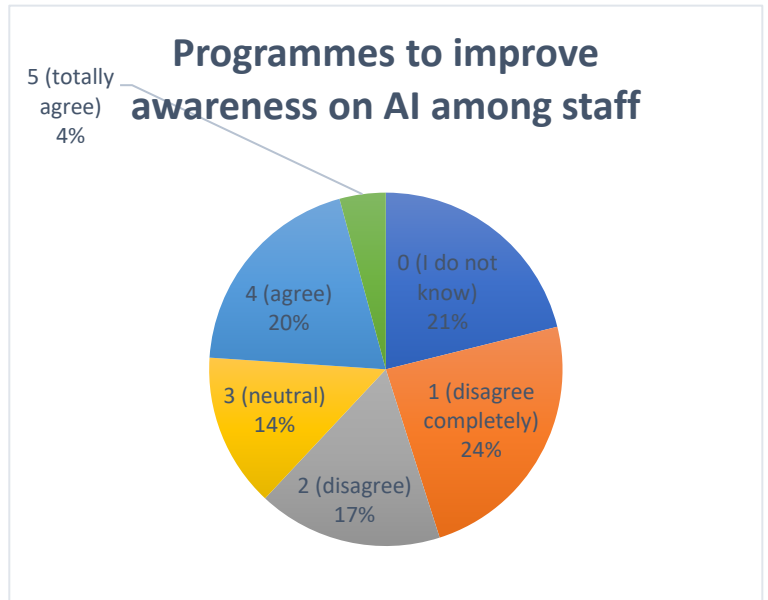 Programmes to improve
awareness on AI among staff
5 (totally
agree)
4%
0 (I do not
know)
21%
1 (disagree
completely)
24%
2 (disagree)
17%
3 (neutral)
14%
4 (agree)
20%